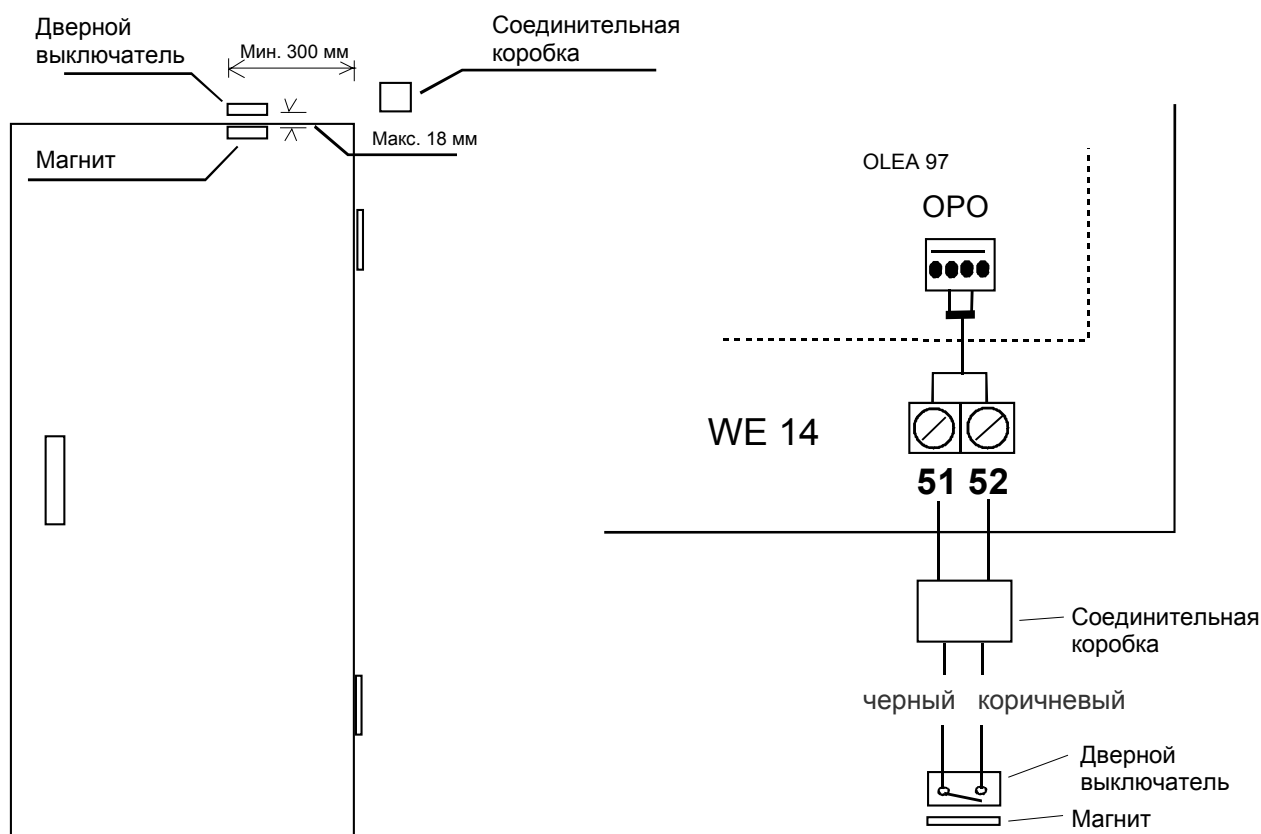 Дверной
выключатель
Мин. 300 мм
Соединительная
коробка
Магнит
Макс. 18 мм
OLEA 97
OPO
WE 14
51 52
Соединительная
коробка
черный коричневый
Дверной
выключатель
Магнит